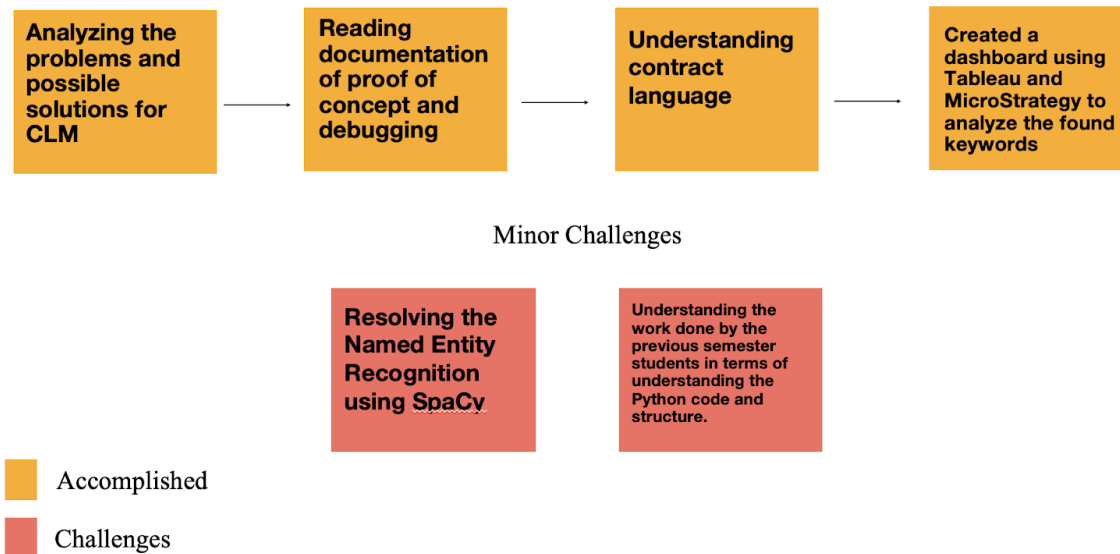 Analyzing the
problems and
possible
solutions for
CLM
Reading
documentation
of proof of
concept and
debugging
Understanding
contract
language
Created a
dashboard using
Tableau and
MicroStrategy to
analyze the found
keywords
Minor Challenges
Resolving the
Named Entity
Recognition
using SpaCy
Understanding the
work done by the
previous semester
students in terms of
understanding the
Python code and
structure.
Accomplished
Challenges